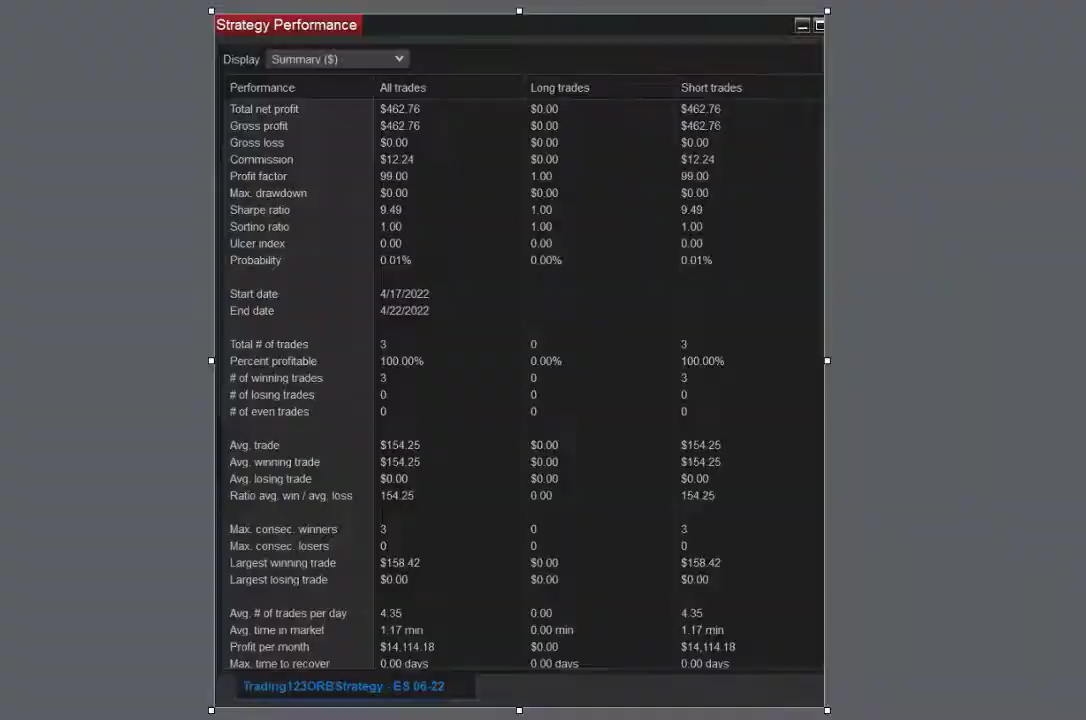 Strategy Performance
Display Summary ($)
Performance All trades Long trades Short trades
Total net profit $462.76 $0.00 $462.76
Gross profit $462.76 $0.00 $462.76
Gross loss $0.00 $0.00 $0.00
Commission $12.24 $0.00 $12.24
Profit factor 99.00 1.00 99.00
Max. drawdown $0.00 $0.00 $0.00
Sharpe ratio 9.49 1.00 9.49
Sortino ratio 1.00 1.00 1.00
Ulcer index 0.00 0.00 0.00
Probability 0.01% 0.00% 0.01%
Start date 4/17/2022
End date 4/22/2022
Total # of trades 3 0 3
Percent profitable 100.00% 0.00% 100.00%
# of winning trades 3 0 3
# of losing trades 0 0 0
# of even trades 0 0 0
Avg. trade $154.25 $0.00 $154.25
Avg. winning trade $154.25 $0.00 $154.25
Avg. losing trade $0.00 $0.00 $0.00
Ratio avg. win / avg. loss 154.25 0.00 154.25
Max. consec. winners 3 0 3
Max. consec. losers 0 0 0
Largest winning trade $158.42 $0.00 $158.42
Largest losing trade $0.00 $0.00 $0.00
Avg. # of trades per day 4.35 0.00 4.35
Avg. time in market 1.17 min 0.00 min 1.17 min
Profit per month $14,114.18 $0.00 $14,114.18
Max. time to recover 0.00 days 0.00 days 0.00 days
Trading123ORBStrategy - ES 06-22